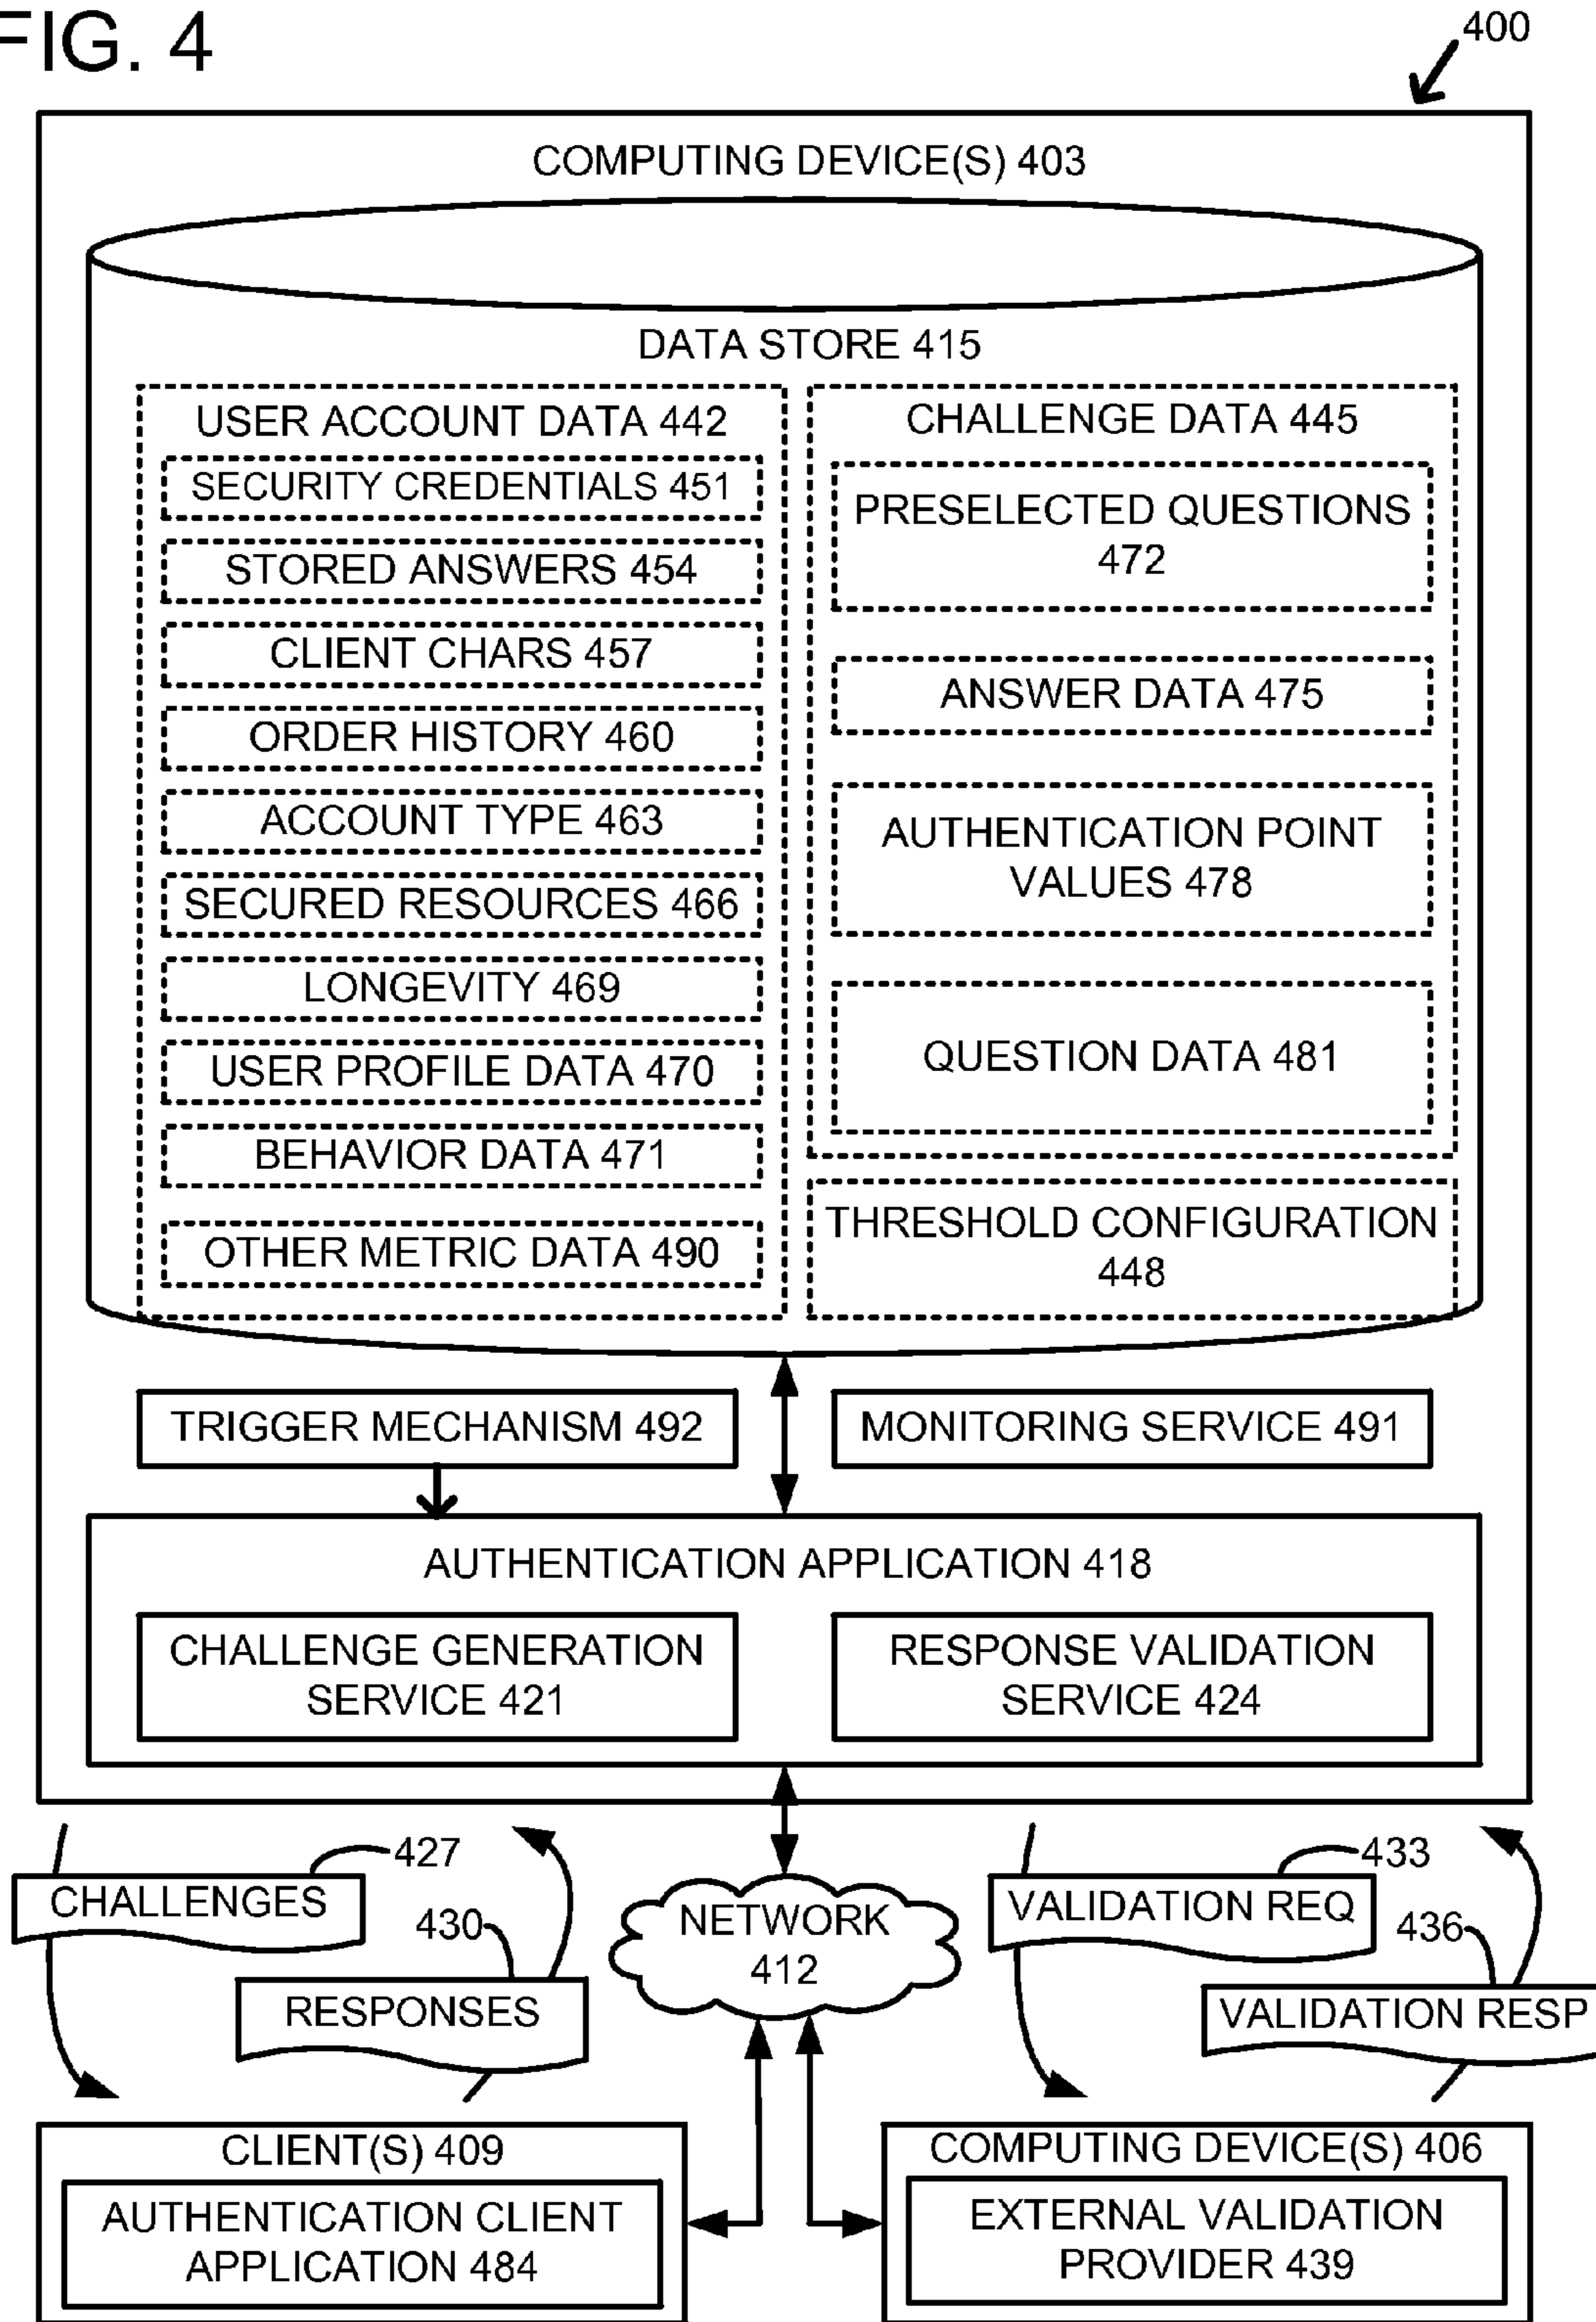 FIG. 4
400
COMPUTING DEVICE(S) 403
DATA STORE 415
USER ACCOUNT DATA 442
SECURITY CREDENTIALS 451
STORED ANSWERS 454
CLIENT CHARS 457
ORDER HISTORY 460
ACCOUNT TYPE 463
SECURED RESOURCES 466
LONGEVITY 469
USER PROFILE DATA 470
BEHAVIOR DATA 471
OTHER METRIC DATA 490
CHALLENGE DATA 445
PRESELECTED QUESTIONS
472
ANSWER DATA 475
AUTHENTICATION POINT
VALUES 478
QUESTION DATA 481
THRESHOLD CONFIGURATION
448
TRIGGER MECHANISM 492
MONITORING SERVICE 491
AUTHENTICATION APPLICATION 418
CHALLENGE GENERATION
SERVICE 421
RESPONSE VALIDATION
SERVICE 424
427
CHALLENGES
430
RESPONSES
NETWORK
412
433
VALIDATION REQ
436
VALIDATION RESP
CLIENT(S) 409
AUTHENTICATION CLIENT
APPLICATION 484
COMPUTING DEVICE(S) 406
EXTERNAL VALIDATION
PROVIDER 439